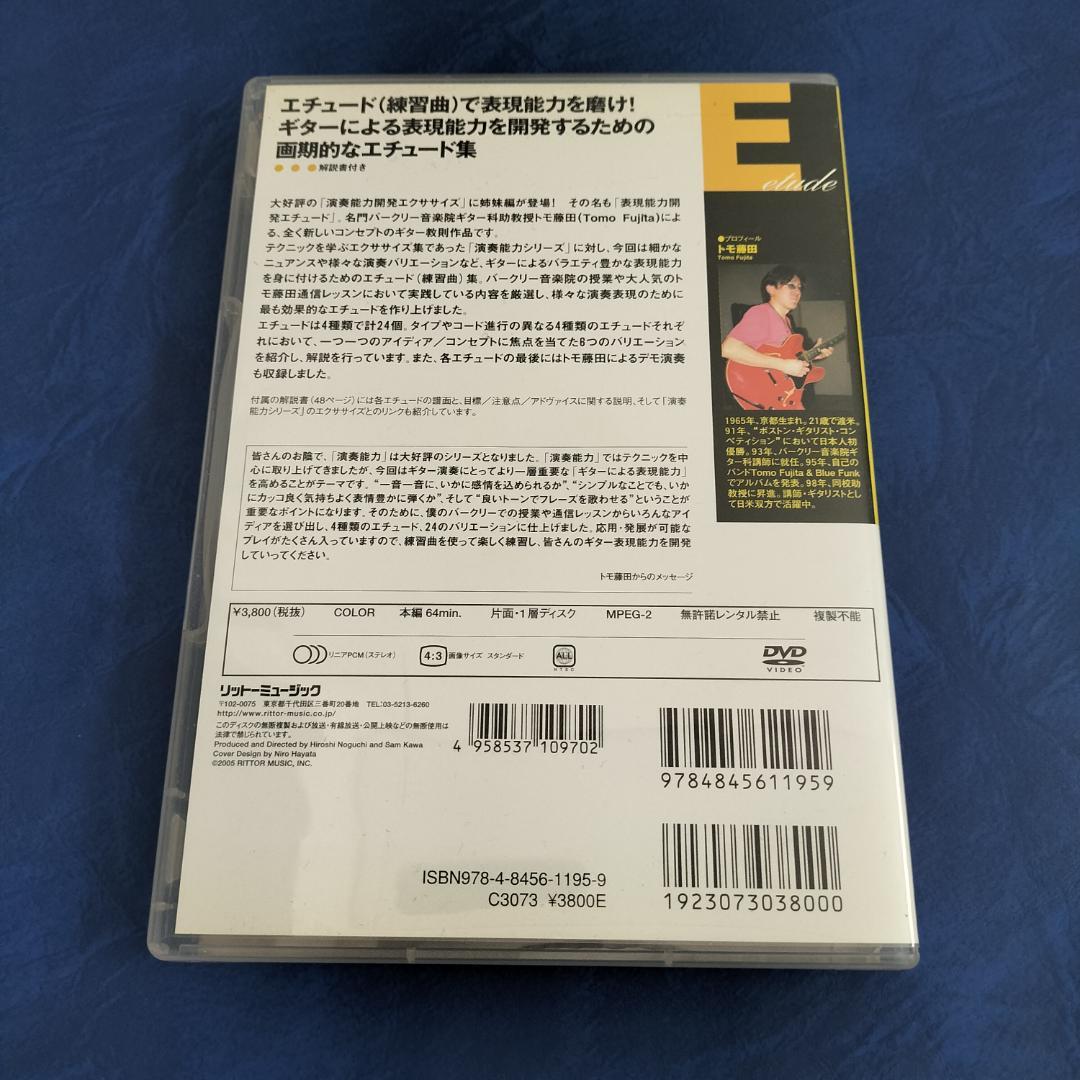 エチュード(練習曲)で表現能力を磨け!
ギターによる表現能力を開発するための
画期的なエチュード集
解説書付き
大好評の「演奏能力開発エクササイズ」に姉妹編が登場! その名も「表現能力開
発エチュード」。名門バークリー音楽院ギター科助教授トモ藤田(Tomo Fujita)によ
る、全く新しいコンセプトのギター教則作品です。
テクニックを学ぶエクササイズ集であった「演奏能力シリーズ」に対し、今回は細かな
ニュアンスや様々な演奏バリエーションなど、ギターによるバラエティ豊かな表現能力
を身に付けるためのエチュード(練習曲)集。バークリー音楽院の授業や大人気のト
モ藤田通信レッスンにおいて実践している内容を厳選し、様々な演奏表現のために
最も効果的なエチュードを作り上げました。
エチュードは4種類で計24個。タイプやコード進行の異なる4種類のエチュードそれぞ
れにおいて、一つ一つのアイディア/コンセプトに焦点を当てた6つのバリエーション
を紹介し、解説を行っています。また、各エチュードの最後にはトモ藤田によるデモ演奏
も収録しました。
付属の解説書(48ページ)には各エチュードの譜面と、目標/注意点/アドヴァイスに関する説明、そして「演奏
能力シリーズ」のエクササイズとのリンクも紹介しています。
皆さんのお陰で、「演奏能力」は大好評のシリーズとなりました。「演奏能力」ではテクニックを中
心に取り上げてきましたが、今回はギター演奏にとってより一層重要な「ギターによる表現能力」
を高めることがテーマです。“一音一音に、いかに感情を込められるか”、“シンプルなことでも、いか
にカッコ良く気持ちよく表情豊かに弾くか”、そして“良いトーンでフレーズを歌わせる”ということが
重要なポイントになります。そのために、僕のバークリーでの授業や通信レッスンからいろんなア
イディアを選び出し、4種類のエチュード、24のバリエーションに仕上げました。応用・発展が可能な
プレイがたくさん入っていますので、練習曲を使って楽しく練習し、皆さんのギター表現能力を開発
していってください。
トモ藤田からのメッセージ
E
etude
●プロフィール
トモ藤田
Tomo Fujita
1965年、京都生まれ。21歳で渡米。
91年、“ボストン・ギタリスト・コン
ペティション”において日本人初
優勝。93年、バークリー音楽院ギ
ター科講師に就任。95年、自己の
バンドTomo Fujita & Blue Funk
でアルバムを発表。98年、同校助
教授に昇進。講師・ギタリストとし
て日米双方で活躍中。
¥3,800(税抜) COLOR 本編 64min. 片面・1層ディスク MPEG-2 無許諾レンタル禁止 複製不能
リニアPCM(ステレオ) 4:3 画像サイズ スタンダード ALL NTSC DVD VIDEO
リットーミュージック
〒102-0075 東京都千代田区三番町20番地 TEL:03-5213-6260
http://www.rittor-music.co.jp/
このディスクの無断複製および放送・有線放送・公開上映などの無断使用は
法律で禁じられています。
Produced and Directed by Hiroshi Noguchi and Sam Kawa
Cover Design by Niro Hayata
©2005 RITTOR MUSIC, INC.
4 958537 109702
9784845611959
ISBN978-4-8456-1195-9
C3073 ¥3800E
1923073038000